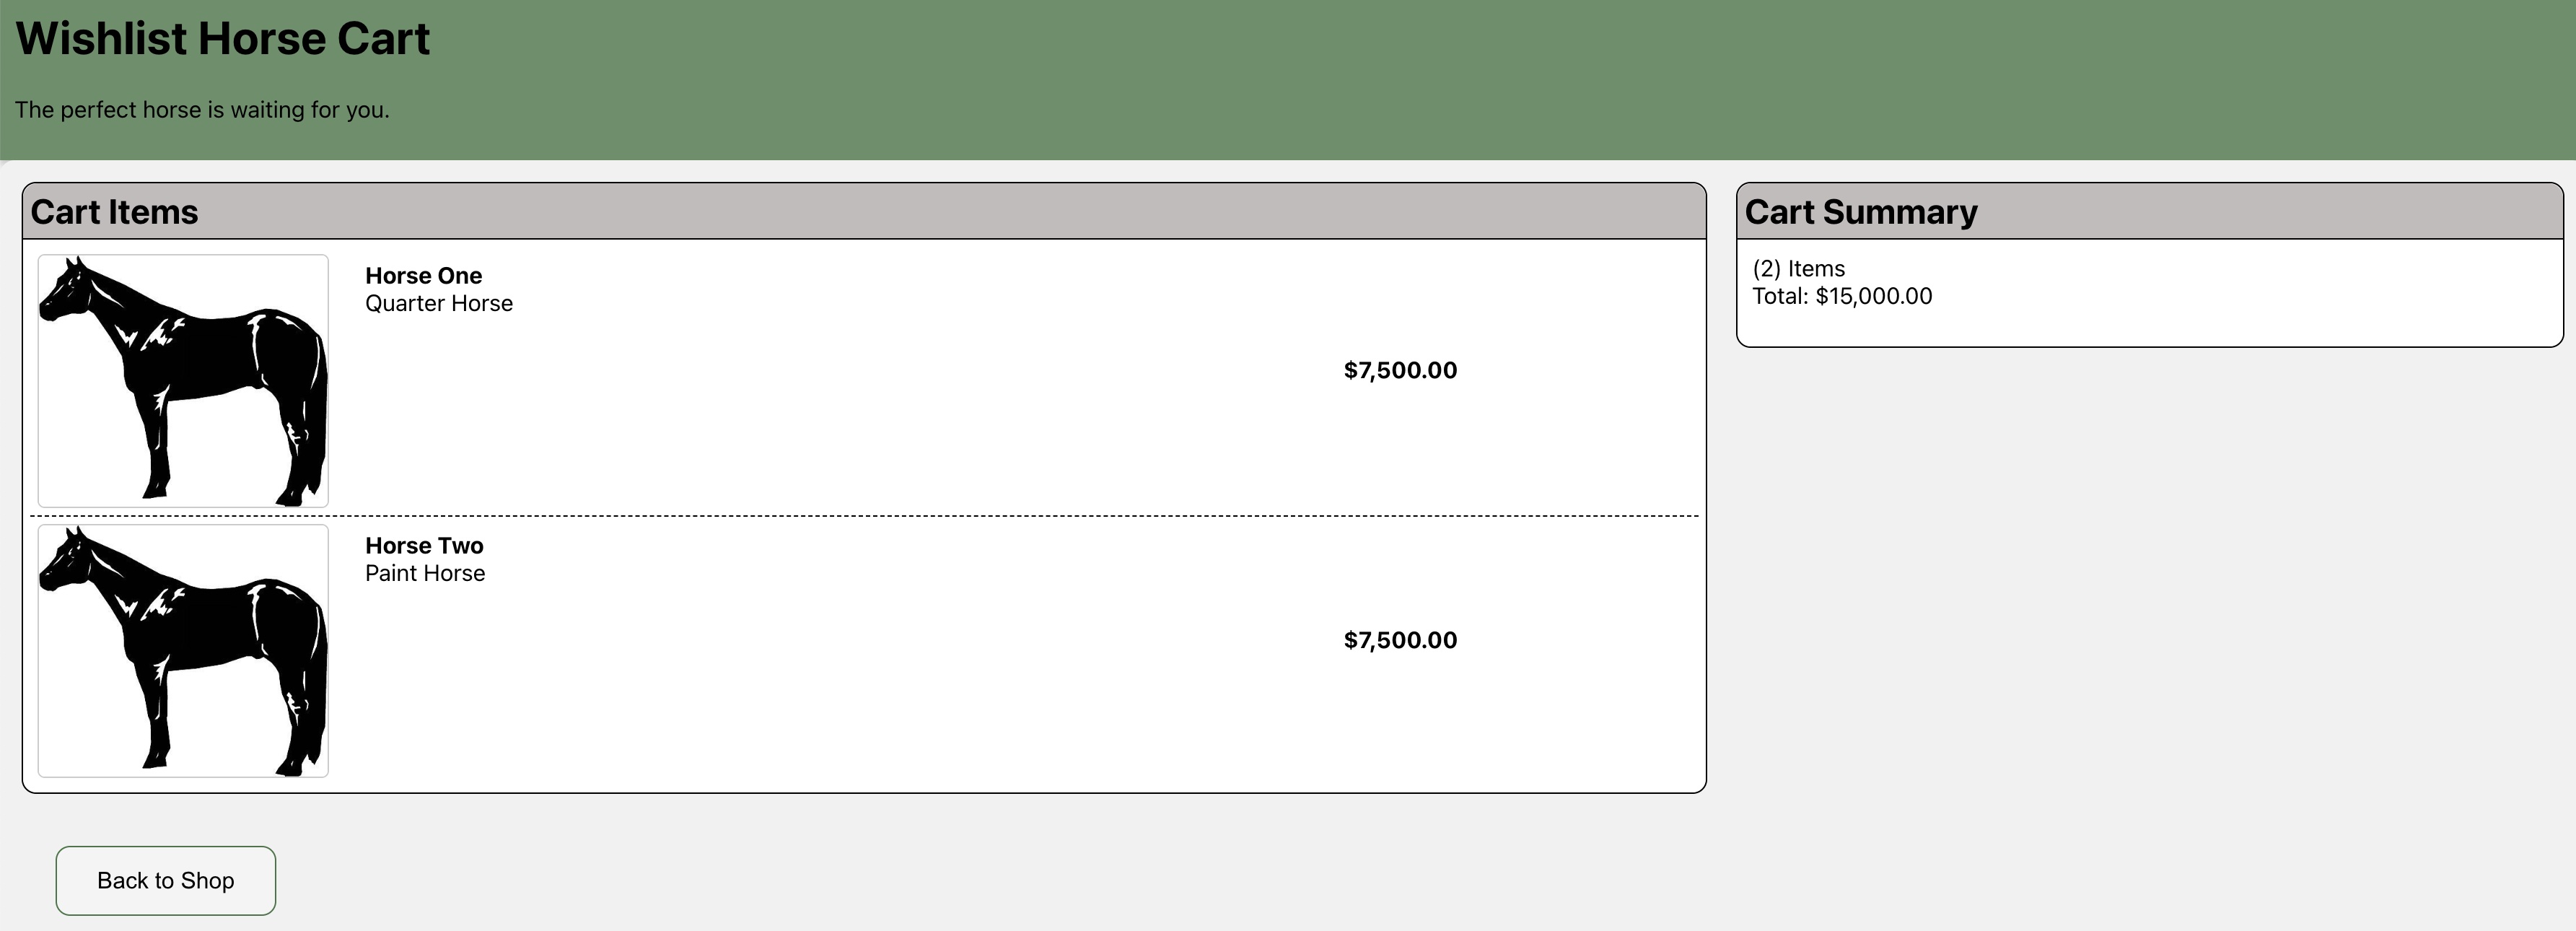 Wishlist Horse Cart
The perfect horse is waiting for you.
Cart Items
Horse One
Quarter Horse
$7,500.00
Horse Two
Paint Horse
$7,500.00
Cart Summary
(2) Items
Total: $15,000.00
Back to Shop